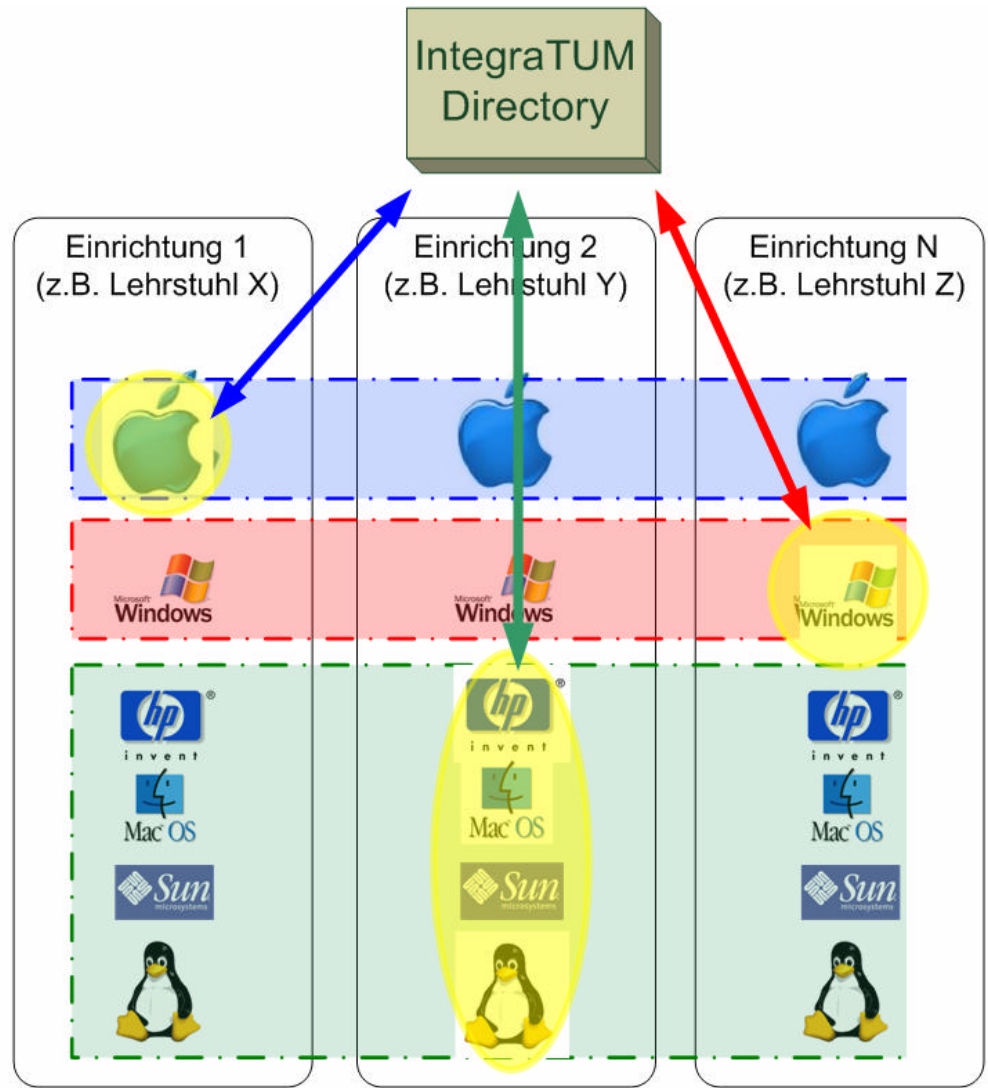 IntegraTUM
Directory
Einrichtung 1
(z.B. Lehrstuhl X)
Einrichtung 2
(z.B. Lehrstuhl Y)
Einrichtung N
(z.B. Lehrstuhl Z)
Microsoft
Windows
Microsoft
Windows
Microsoft
Windows
hp®
invent
hp®
invent
hp®
invent
Mac OS
Mac OS
Mac OS
Sun
microsystems
Sun
microsystems
Sun
microsystems